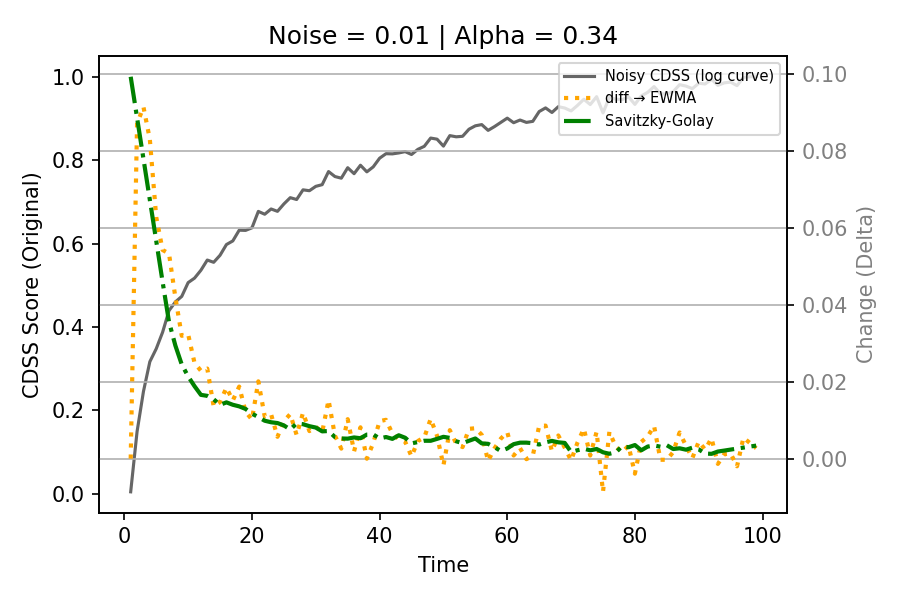 Noise = 0.01 | Alpha = 0.34
Noisy CDSS (log curve)
diff → EWMA
Savitzky-Golay
CDSS Score (Original)
1.0
0.8
0.6
0.4
0.2
0.0
0.10
0.08
0.06
0.04
0.02
0.00
Change (Delta)
0 20 40 60 80 100
Time